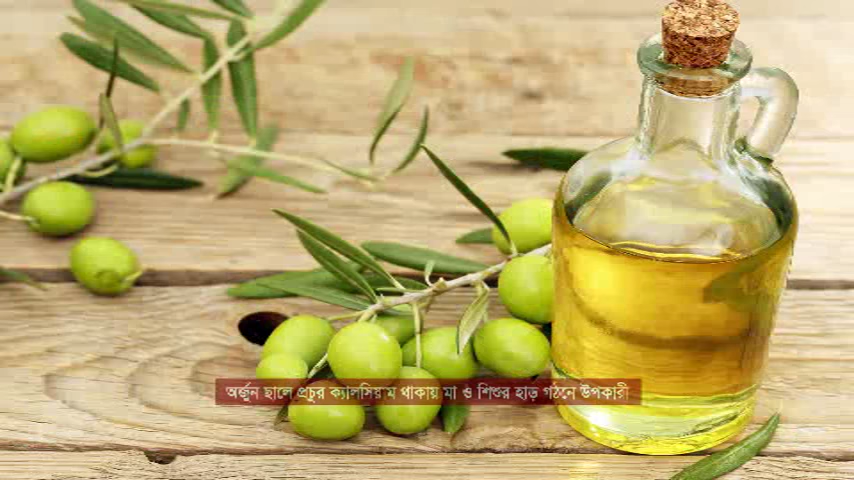 অর্জুন ছালে প্রচুর ক্যালসিয়াম থাকায় মা ও শিশুর হাড় গঠনে উপকারী